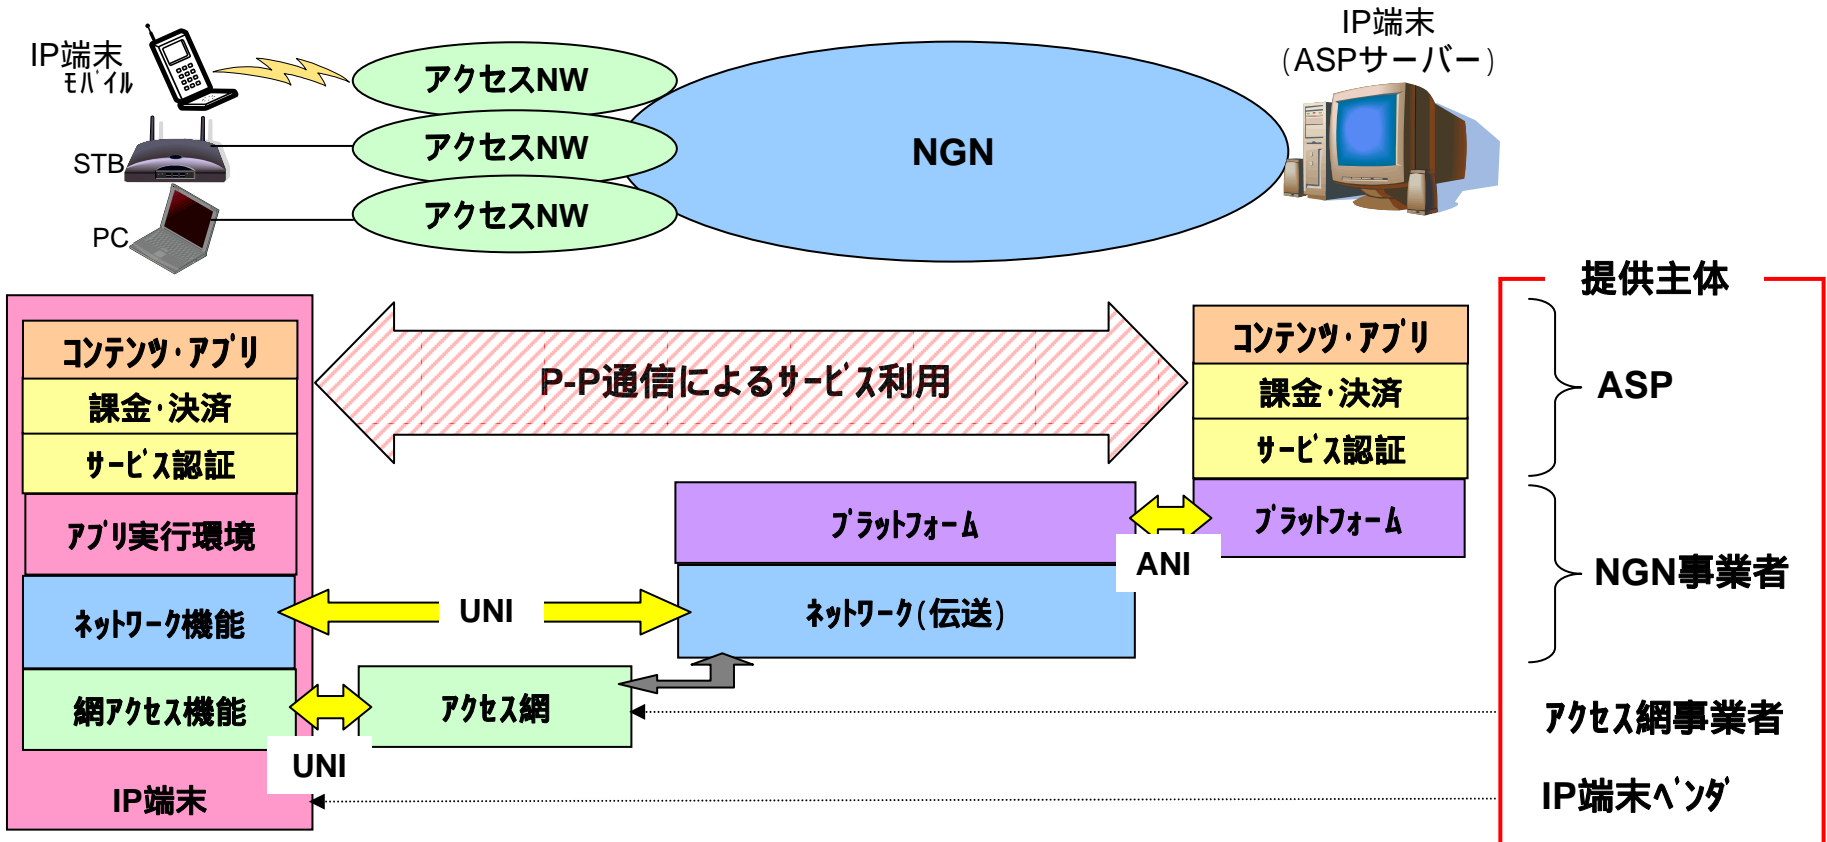 IP端末
モバイル
STB
PC
アクセスNW
アクセスNW
アクセスNW
NGN
IP端末
(ASPサーバー)
コンテンツ・アプリ
課金・決済
サービス認証
アプリ実行環境
ネットワーク機能
網アクセス機能
IP端末
P-P通信によるサービス利用
UNI
UNI
アクセス網
プラットフォーム
ネットワーク(伝送)
ANI
コンテンツ・アプリ
課金・決済
サービス認証
プラットフォーム
提供主体
ASP
NGN事業者
アクセス網事業者
IP端末ベンダ